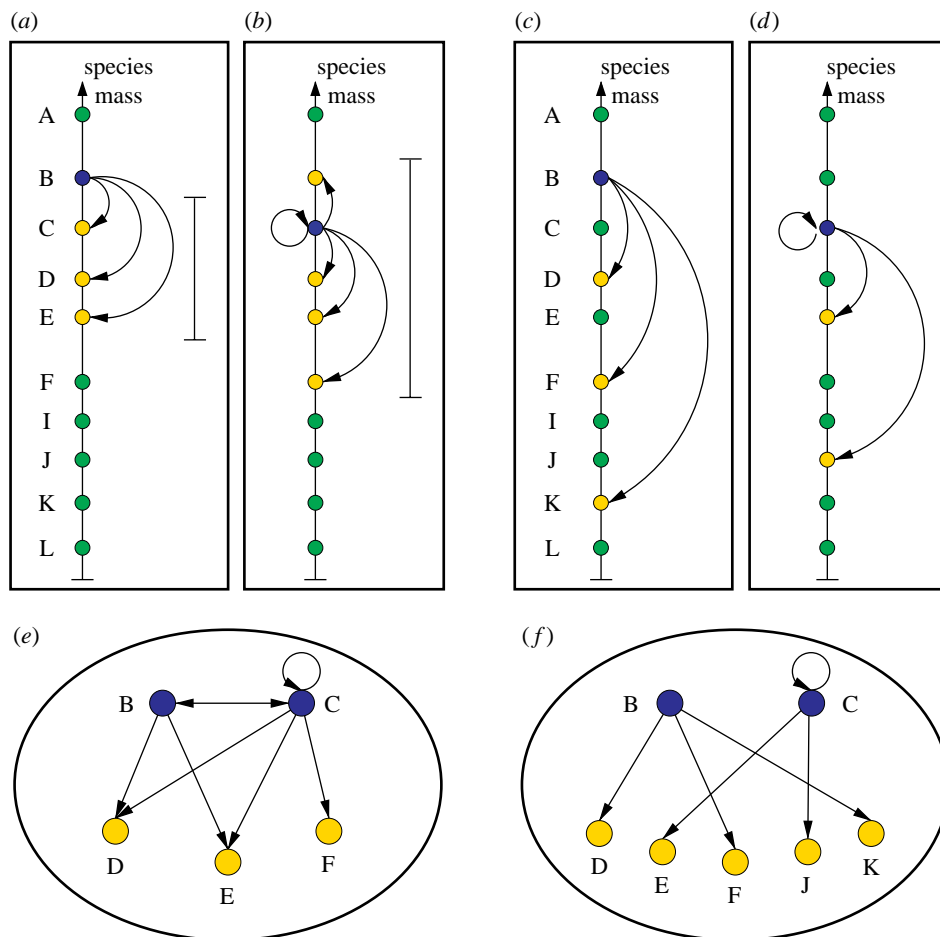 (a)
(b)
(c)
(d)
species
mass
species
mass
species
mass
species
mass
A
B
C
D
E
F
I
J
K
L
A
B
C
D
E
F
I
J
K
L
(e)
(f)
B
C
D
E
F
B
C
D
E
F
J
K